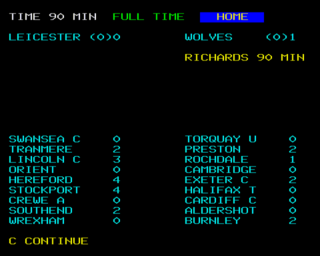 TIME 90 MIN FULL TIME HOME
LEICESTER (0)0 WOLVES (0)1
RICHARDS 90 MIN
SWANSEA C 0 TORQUAY U 0
TRANMERE 2 PRESTON 2
LINCOLN C 3 ROCHDALE 1
ORIENT 0 CAMBRIDGE 0
HEREFORD 4 EXETER C 2
STOCKPORT 4 HALIFAX T 0
CREWE A 0 CARDIFF C 0
SOUTHEND 2 ALDERSHOT 0
WREXHAM 0 BURNLEY 2
C CONTINUE